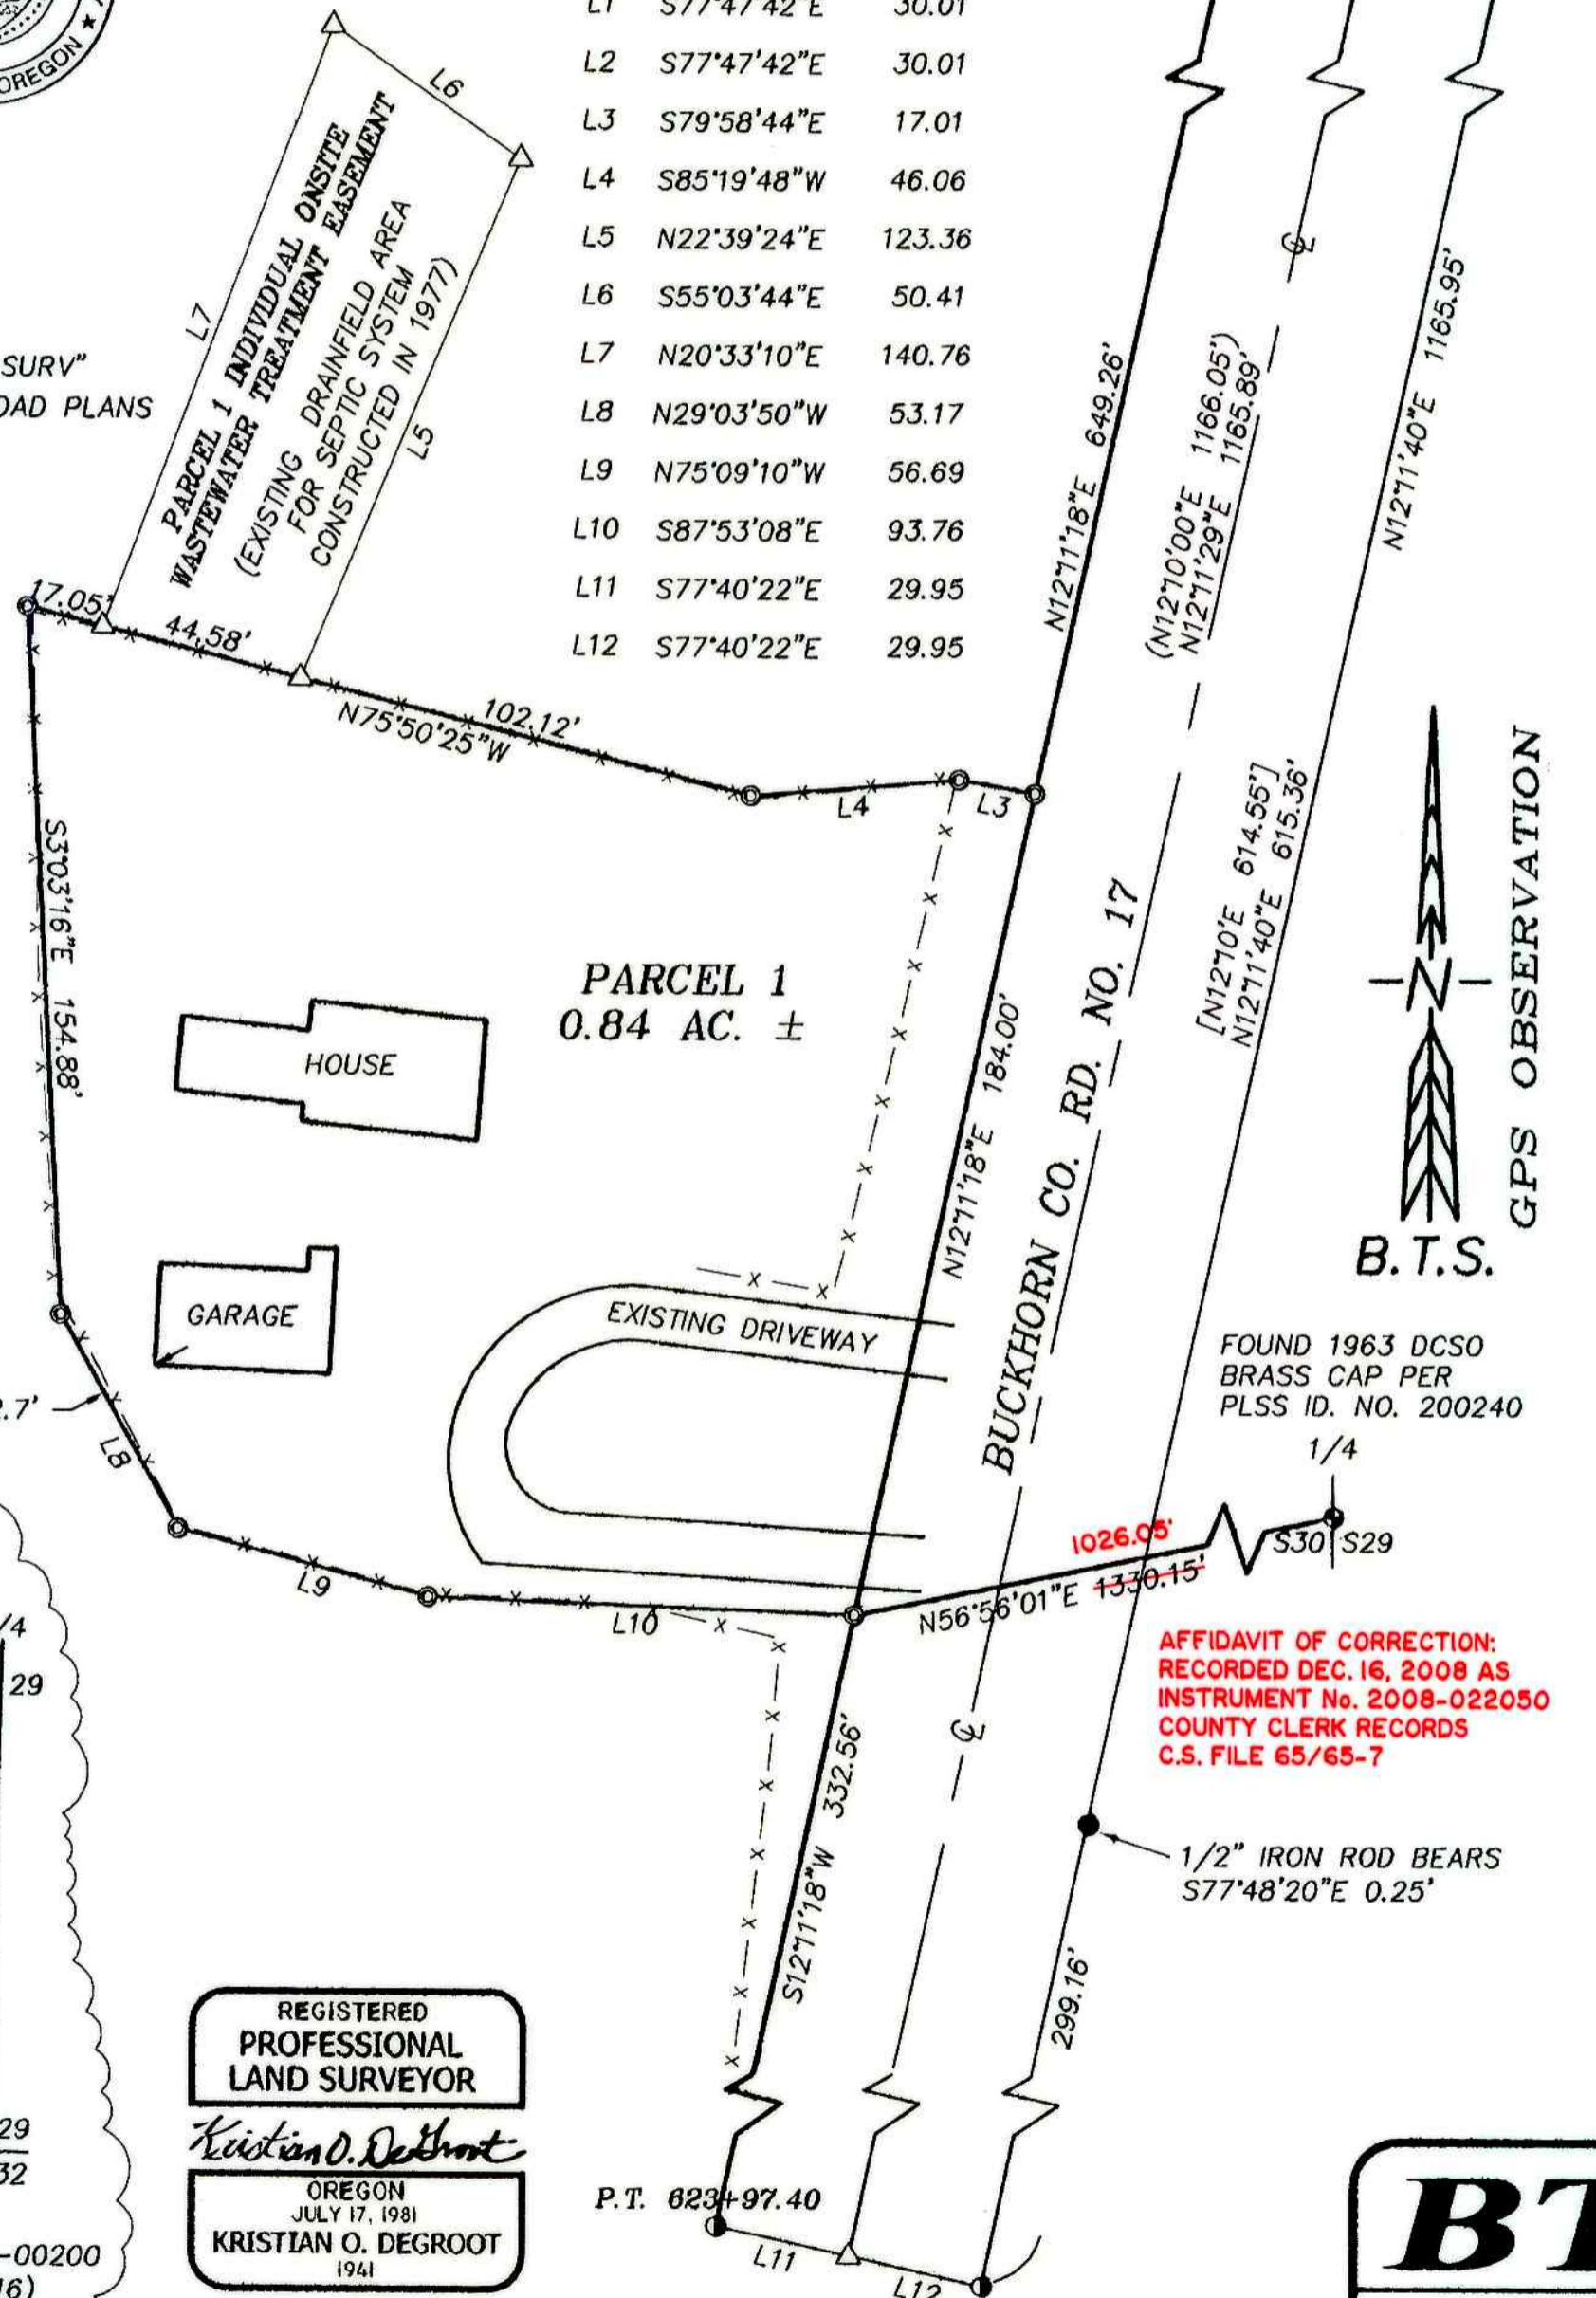 OREGON
L1 S77°47'42"E 30.01
L2 S77°47'42"E 30.01
L3 S79°58'44"E 17.01
L4 S85°19'48"W 46.06
L5 N22°39'24"E 123.36
L6 S55°03'44"E 50.41
L7 N20°33'10"E 140.76
L8 N29°03'50"W 53.17
L9 N75°09'10"W 56.69
L10 S87°53'08"E 93.76
L11 S77°40'22"E 29.95
L12 S77°40'22"E 29.95
L6
L7
PARCEL 1 INDIVIDUAL ONSITE
WASTEWATER TREATMENT EASEMENT
(EXISTING DRAINFIELD AREA
FOR SEPTIC SYSTEM
CONSTRUCTED IN 1977)
L5
SURV"
OAD PLANS
17.05'
44.58'
102.12'
N75°50'25"W
L4
L3
N12°11'18"E 649.26'
(N12°10'00"E 1166.05')
N12°11'29"E 1165.89'
N12°11'40"E 1165.95'
℄
[N12°10'E 614.55']
N12°11'40"E 615.36'
N
GPS OBSERVATION
B.T.S.
S3°03'16"E 154.88'
PARCEL 1
0.84 AC. ±
HOUSE
GARAGE
N12°11'18"E 184.00'
BUCKHORN CO. RD. NO. 17
EXISTING DRIVEWAY
FOUND 1963 DCSO
BRASS CAP PER
PLSS ID. NO. 200240
1/4
S30 S29
2.7'
L8
L9
L10
1026.05'
N56°56'01"E 1330.15'
AFFIDAVIT OF CORRECTION:
RECORDED DEC. 16, 2008 AS
INSTRUMENT No. 2008-022050
COUNTY CLERK RECORDS
C.S. FILE 65/65-7
/4
29
S12°11'18"W 332.56'
℄
1/2" IRON ROD BEARS
S77°48'20"E 0.25'
299.16'
REGISTERED
PROFESSIONAL
LAND SURVEYOR
Kristian O. DeGroot
OREGON
JULY 17, 1981
KRISTIAN O. DEGROOT
1941
29
32
-00200
16)
P.T. 623+97.40
L11
L12
BT